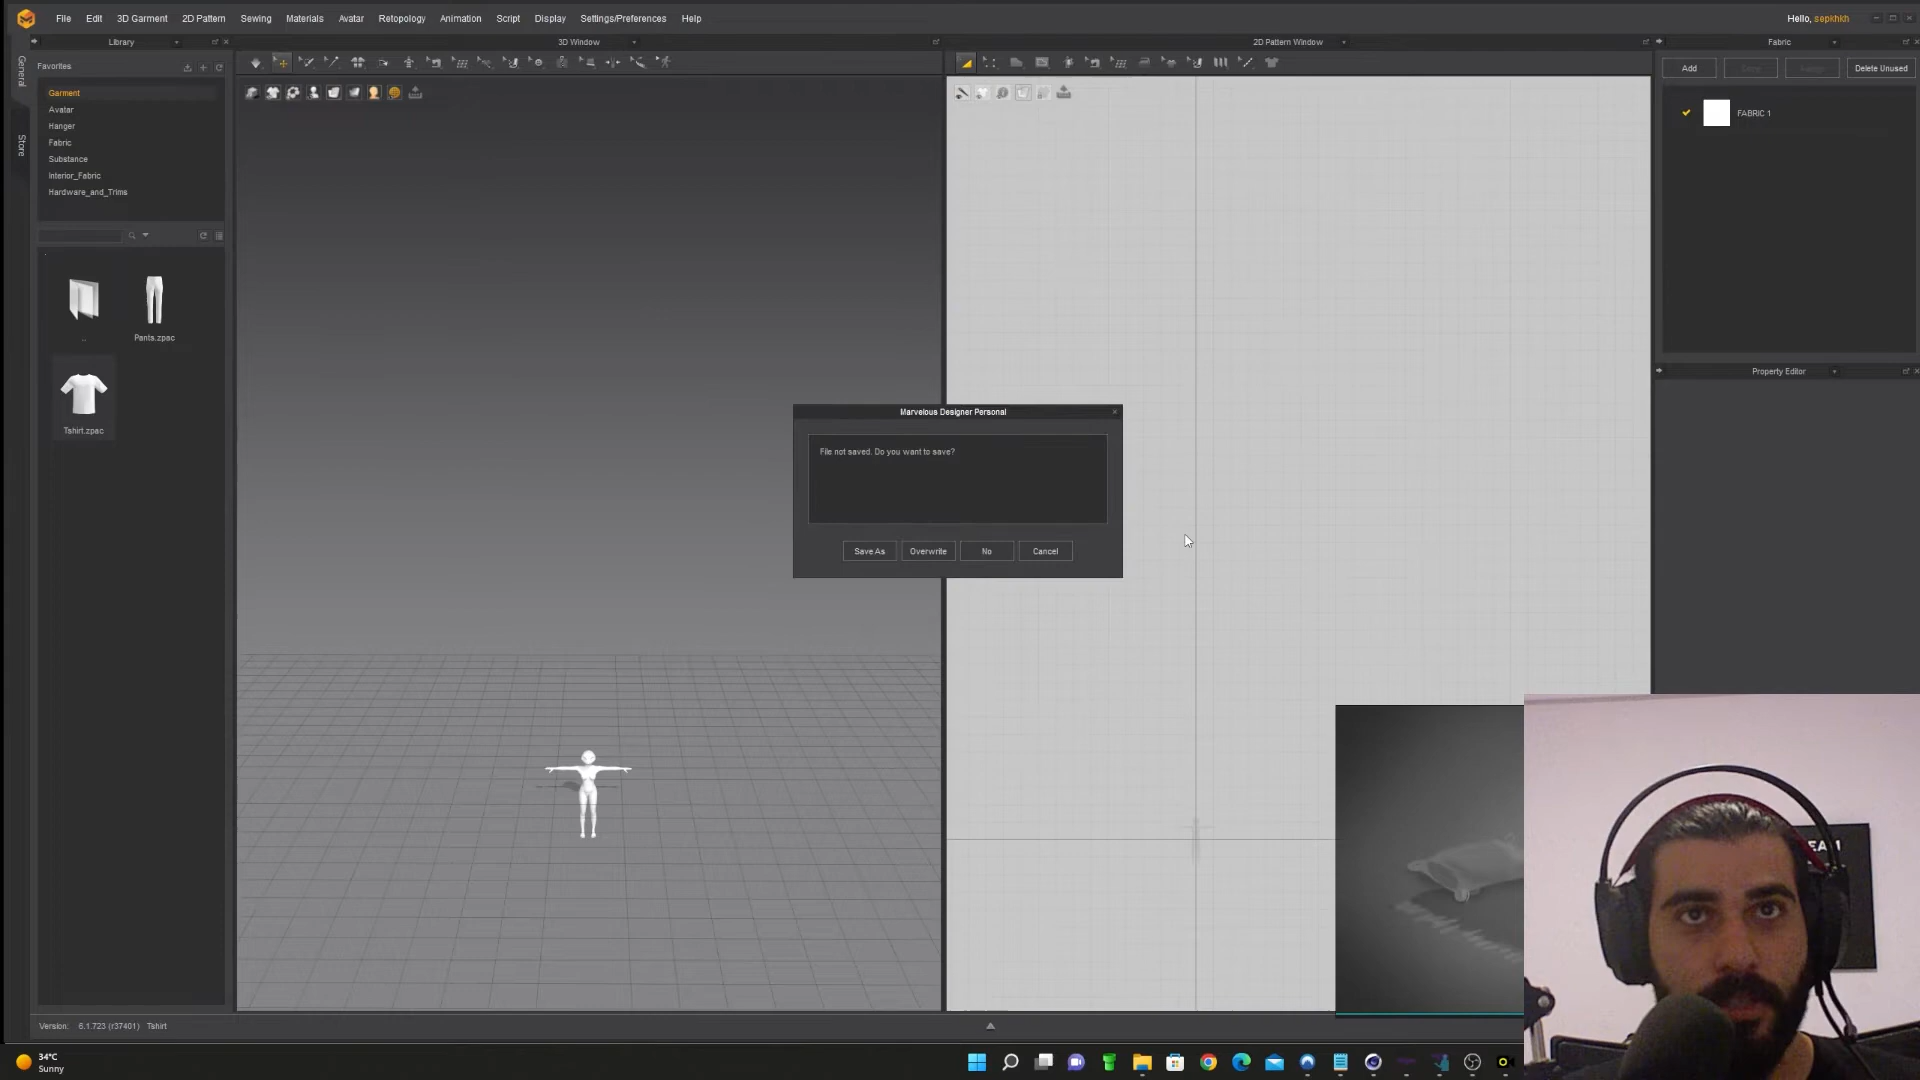 File Edit 3D Garment 2D Pattern Sewing Materials Avatar Retopology Animation Script Display Settings/Preferences Help
Hello, sepkhkh
Library
3D Window
2D Pattern Window
Fabric
General
Store
Favorites
Garment
Avatar
Hanger
Fabric
Substance
Interior_Fabric
Hardware_and_Trims
..
Pants.zpac
Tshirt.zpac
Add
Delete Unused
FABRIC 1
Property Editor
Marvelous Designer Personal
File not saved. Do you want to save?
Save As Overwrite No Cancel
Version: 6.1.723 (r37401) Tshirt
34°C
Sunny